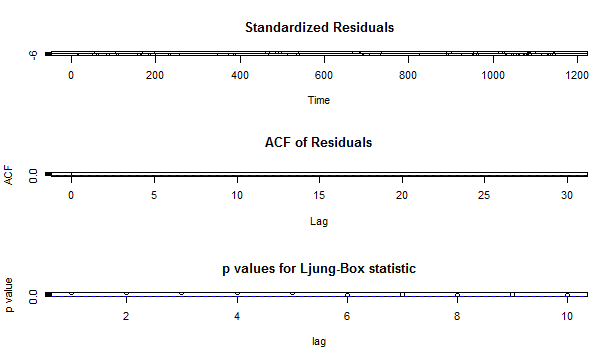 Standardized Residuals
-6
0 200 400 600 800 1000 1200
Time
ACF of Residuals
ACF
0.0
0 5 10 15 20 25 30
Lag
p values for Ljung-Box statistic
p value
0.0
2 4 6 8 10
lag